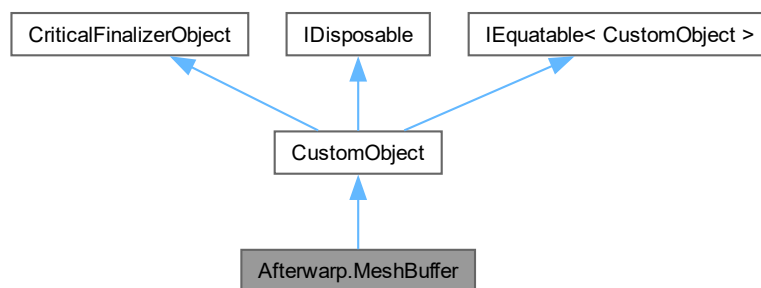 CriticalFinalizerObject
IDisposable
IEquatable< CustomObject >
CustomObject
Afterwarp.MeshBuffer